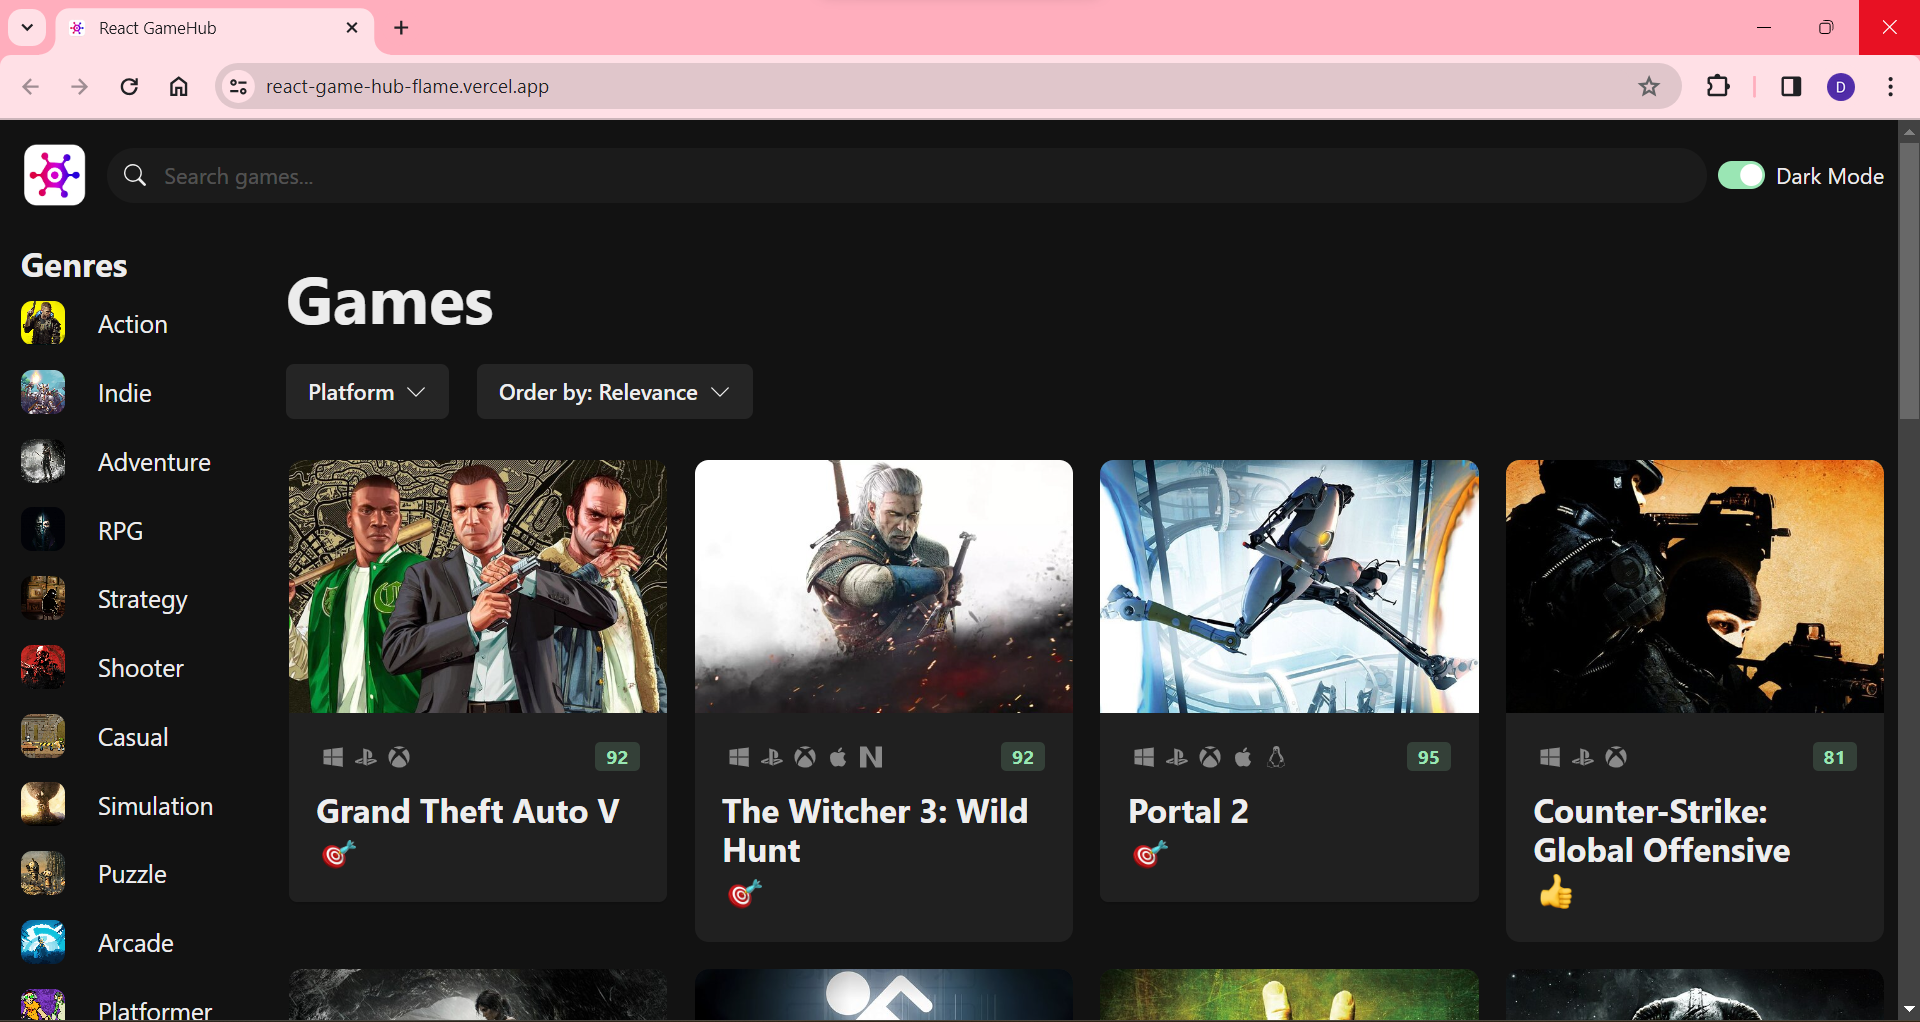 React GameHub
react-game-hub-flame.vercel.app
D
Search games...
Dark Mode
Genres
Action
Indie
Adventure
RPG
Strategy
Shooter
Casual
Simulation
Puzzle
Arcade
Platformer
Games
Platform
Order by: Relevance
92
Grand Theft Auto V
92
The Witcher 3: Wild
Hunt
95
Portal 2
81
Counter-Strike:
Global Offensive